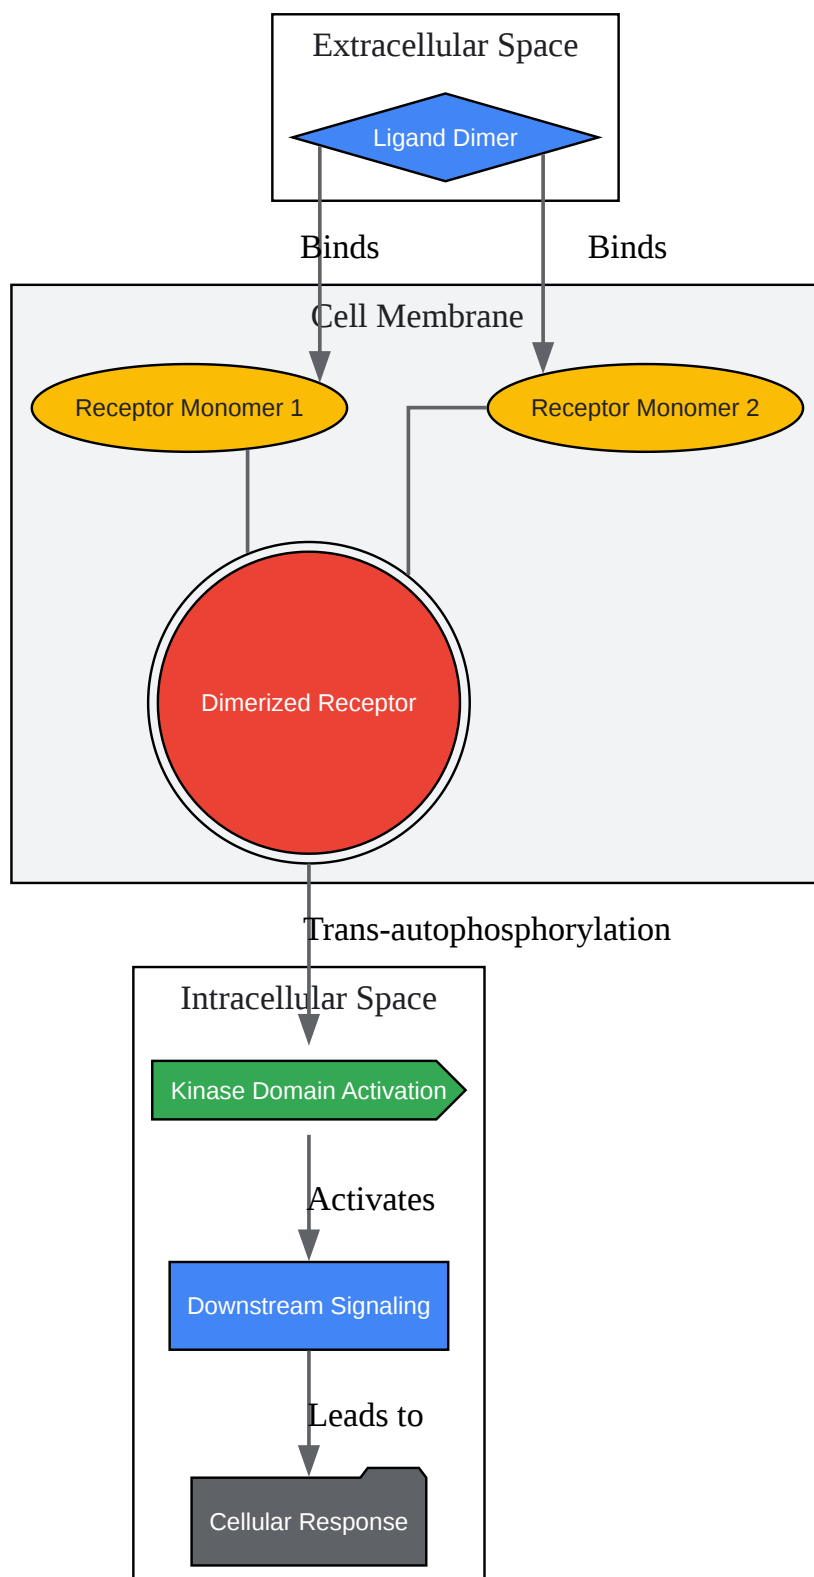 Extracellular Space
Ligand Dimer
Binds
Binds
Cell Membrane
Receptor Monomer 1
Receptor Monomer 2
Dimerized Receptor
Trans-autophosphorylation
Intracellular Space
Kinase Domain Activation
Activates
Downstream Signaling
Leads to
Cellular Response